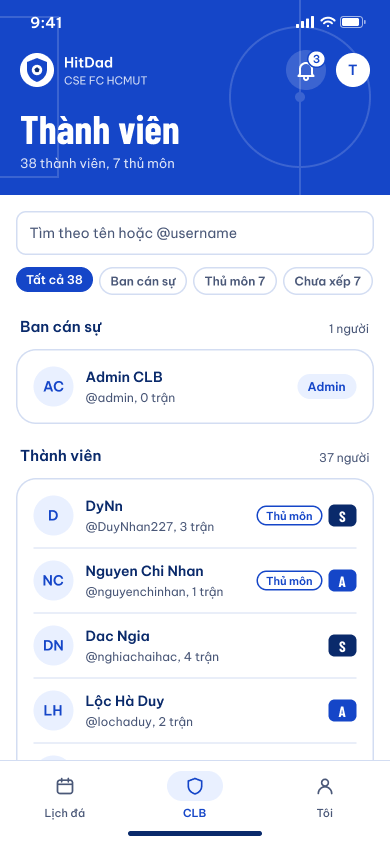 9:41
HitDad
CSE FC HCMUT
3
T
Thành viên
38 thành viên, 7 thủ môn
Tìm theo tên hoặc @username
Tất cả 38
Ban cán sự
Thủ môn 7
Chưa xếp 7
Ban cán sự
1 người
AC
Admin CLB
@admin, 0 trận
Admin
Thành viên
37 người
D
DyNn
@DuyNhan227, 3 trận
Thủ môn
S
NC
Nguyen Chi Nhan
@nguyenchinhan, 1 trận
Thủ môn
A
DN
Dac Ngia
@nghiachaihac, 4 trận
S
LH
Lộc Hà Duy
@lochaduy, 2 trận
A
Lịch đá
CLB
Tôi